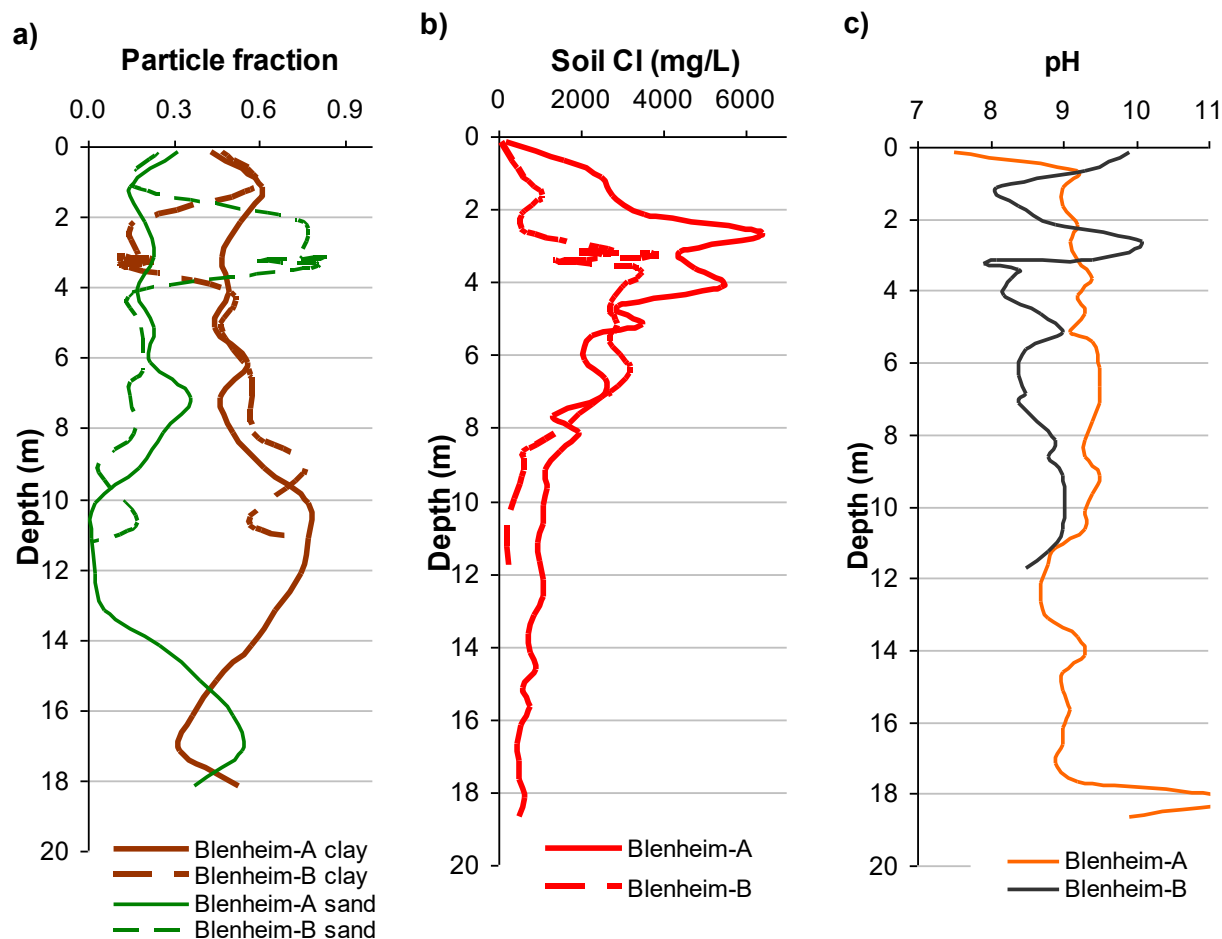 a)
Particle fraction
0.0 0.3 0.6 0.9
0
2
4
6
8
10
12
14
16
18
20
Depth (m)
Blenheim-A clay
Blenheim-B clay
Blenheim-A sand
Blenheim-B sand
b)
Soil Cl (mg/L)
0 2000 4000 6000
0
2
4
6
8
10
12
14
16
18
20
Depth (m)
Blenheim-A
Blenheim-B
c)
pH
7 8 9 10 11
0
2
4
6
8
10
12
14
16
18
20
Depth (m)
Blenheim-A
Blenheim-B